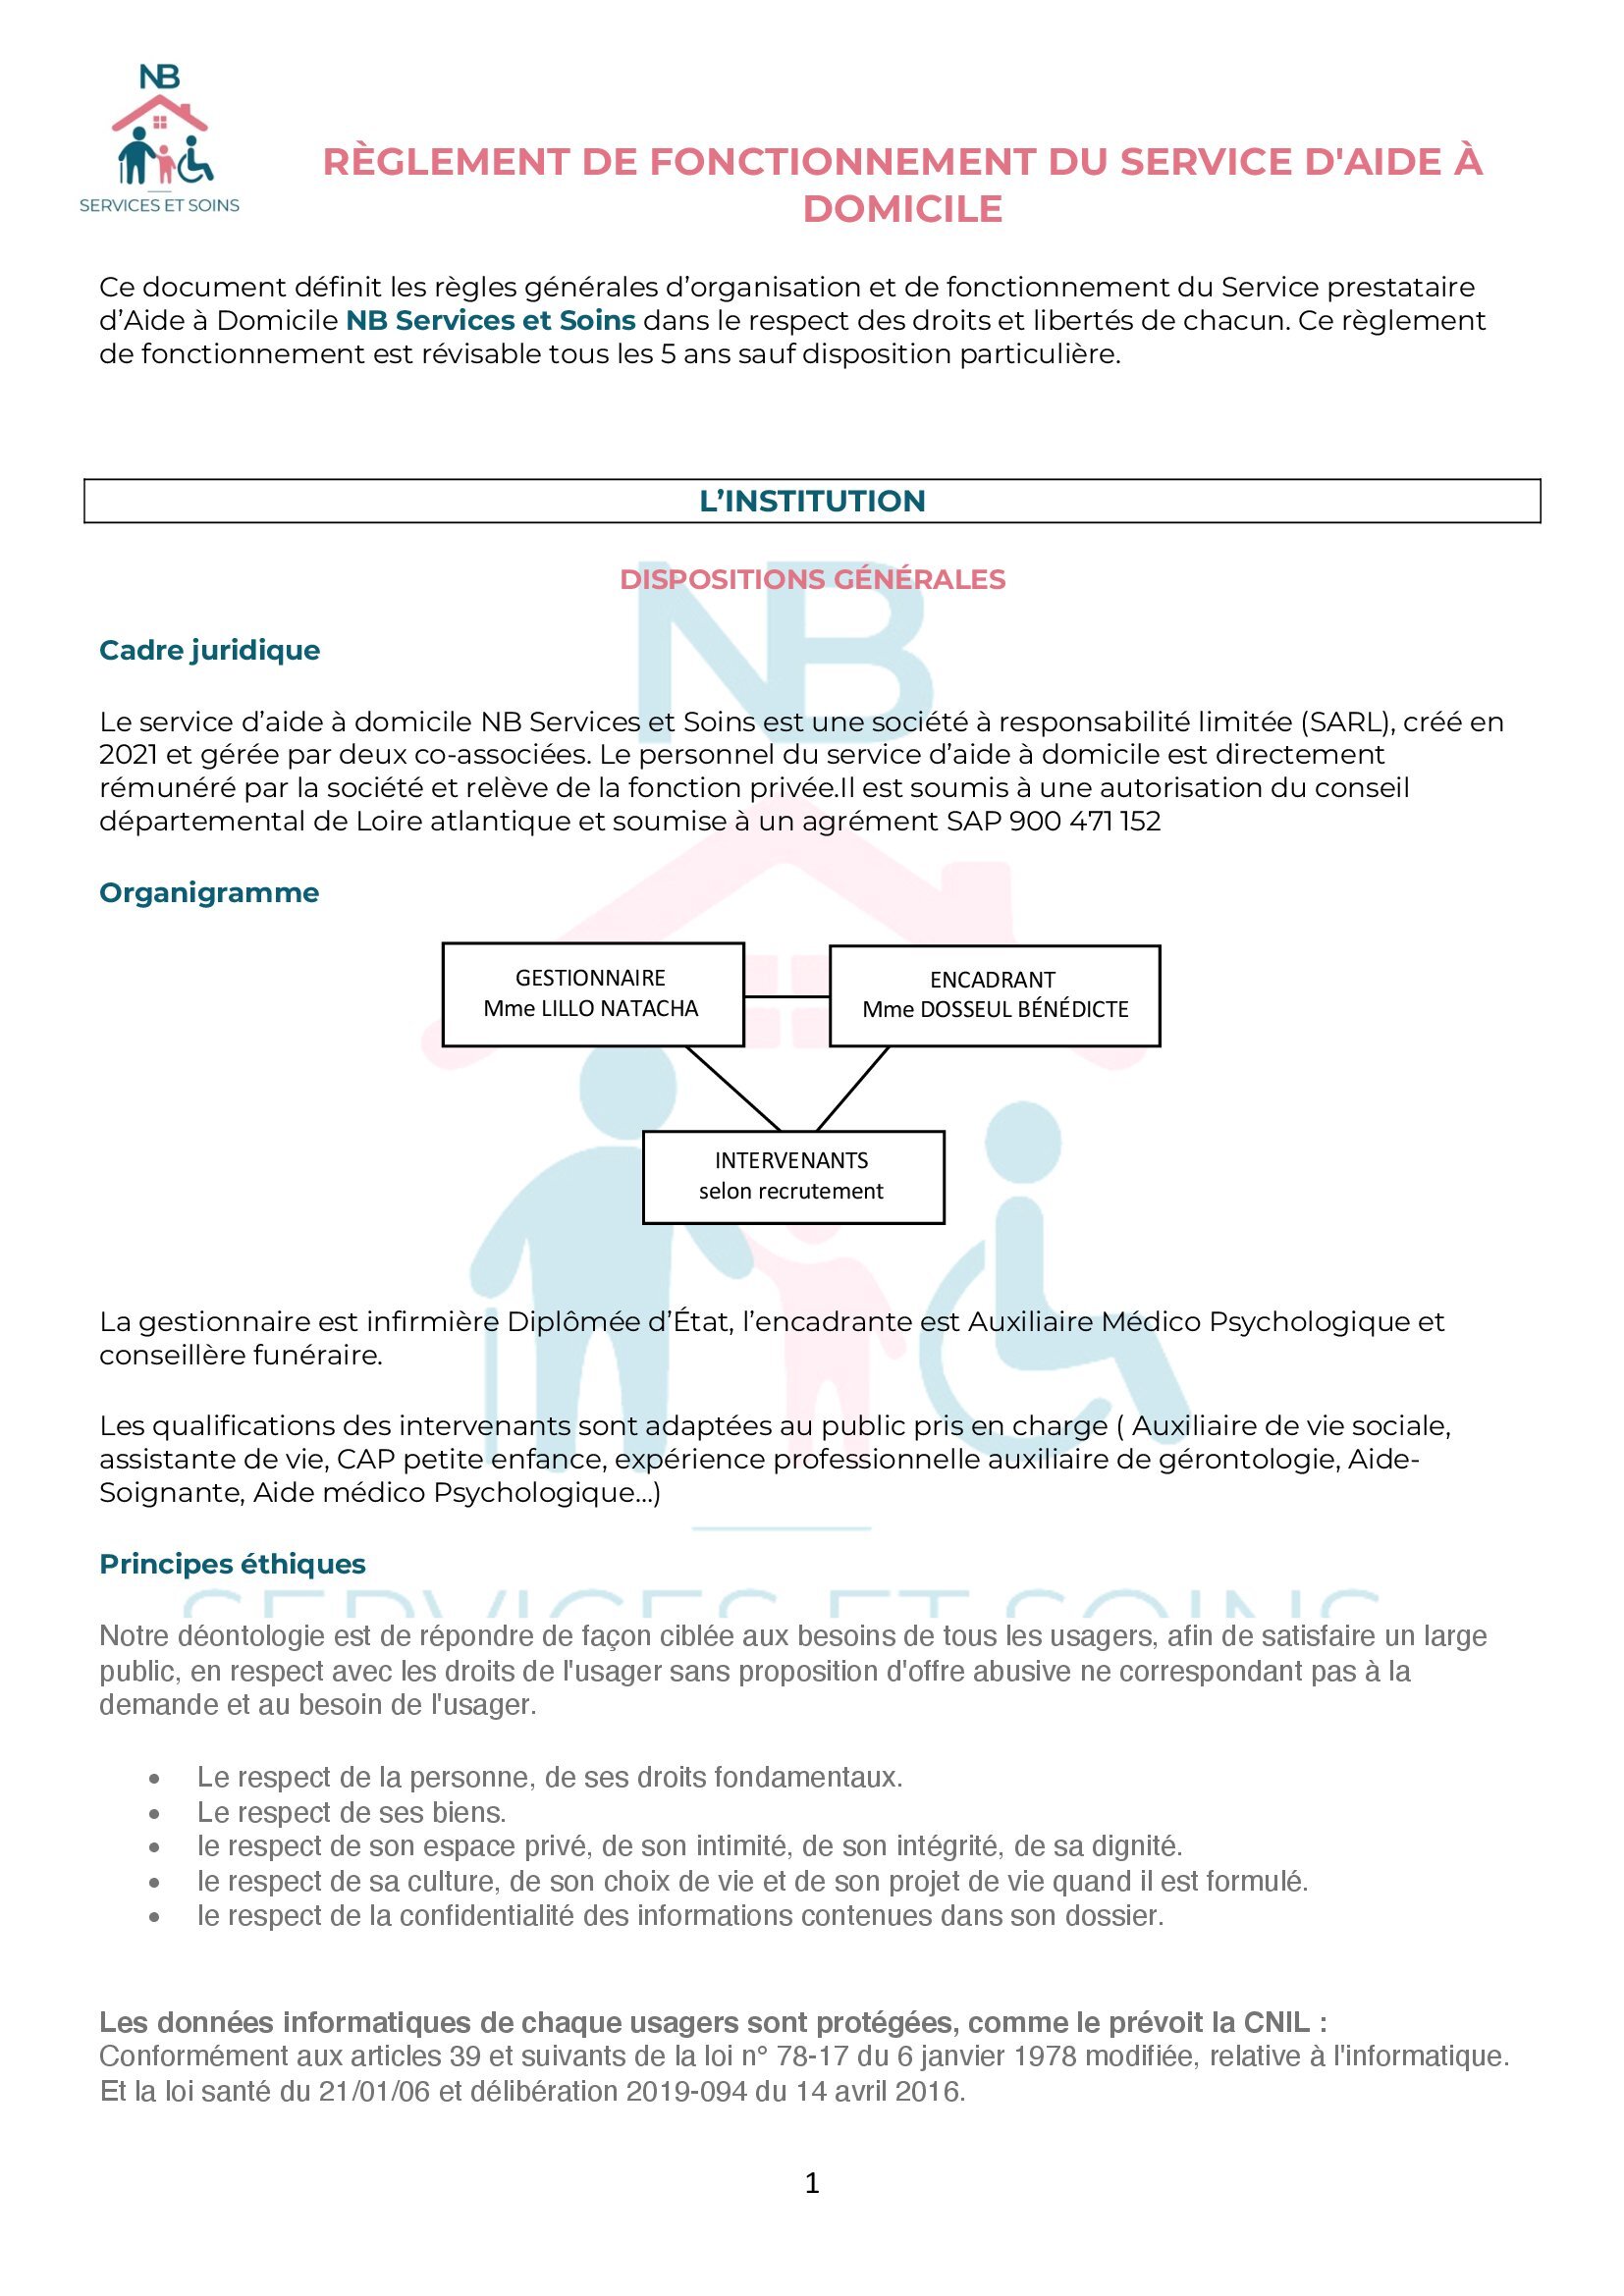 NB
SERVICES ET SOINS
RÈGLEMENT DE FONCTIONNEMENT DU SERVICE D'AIDE À
DOMICILE
Ce document définit les règles générales d’organisation et de fonctionnement du Service prestataire
d’Aide à Domicile NB Services et Soins dans le respect des droits et libertés de chacun. Ce règlement
de fonctionnement est révisable tous les 5 ans sauf disposition particulière.
L’INSTITUTION
DISPOSITIONS GÉNÉRALES
NB
Cadre juridique
Le service d’aide à domicile NB Services et Soins est une société à responsabilité limitée (SARL), créé en
2021 et gérée par deux co-associées. Le personnel du service d’aide à domicile est directement
rémunéré par la société et relève de la fonction privée.Il est soumis à une autorisation du conseil
départemental de Loire atlantique et soumise à un agrément SAP 900 471 152
Organigramme
GESTIONNAIRE
Mme LILLO NATACHA
ENCADRANT
Mme DOSSEUL BÉNÉDICTE
INTERVENANTS
selon recrutement
La gestionnaire est infirmière Diplômée d’État, l’encadrante est Auxiliaire Médico Psychologique et
conseillère funéraire.
Les qualifications des intervenants sont adaptées au public pris en charge ( Auxiliaire de vie sociale,
assistante de vie, CAP petite enfance, expérience professionnelle auxiliaire de gérontologie, Aide-
Soignante, Aide médico Psychologique...)
Principes éthiques
SERVICES ET SOINS
Notre déontologie est de répondre de façon ciblée aux besoins de tous les usagers, afin de satisfaire un large
public, en respect avec les droits de l'usager sans proposition d'offre abusive ne correspondant pas à la
demande et au besoin de l'usager.
• Le respect de la personne, de ses droits fondamentaux.
• Le respect de ses biens.
• le respect de son espace privé, de son intimité, de son intégrité, de sa dignité.
• le respect de sa culture, de son choix de vie et de son projet de vie quand il est formulé.
• le respect de la confidentialité des informations contenues dans son dossier.
Les données informatiques de chaque usagers sont protégées, comme le prévoit la CNIL :
Conformément aux articles 39 et suivants de la loi n° 78-17 du 6 janvier 1978 modifiée, relative à l'informatique.
Et la loi santé du 21/01/06 et délibération 2019-094 du 14 avril 2016.
1